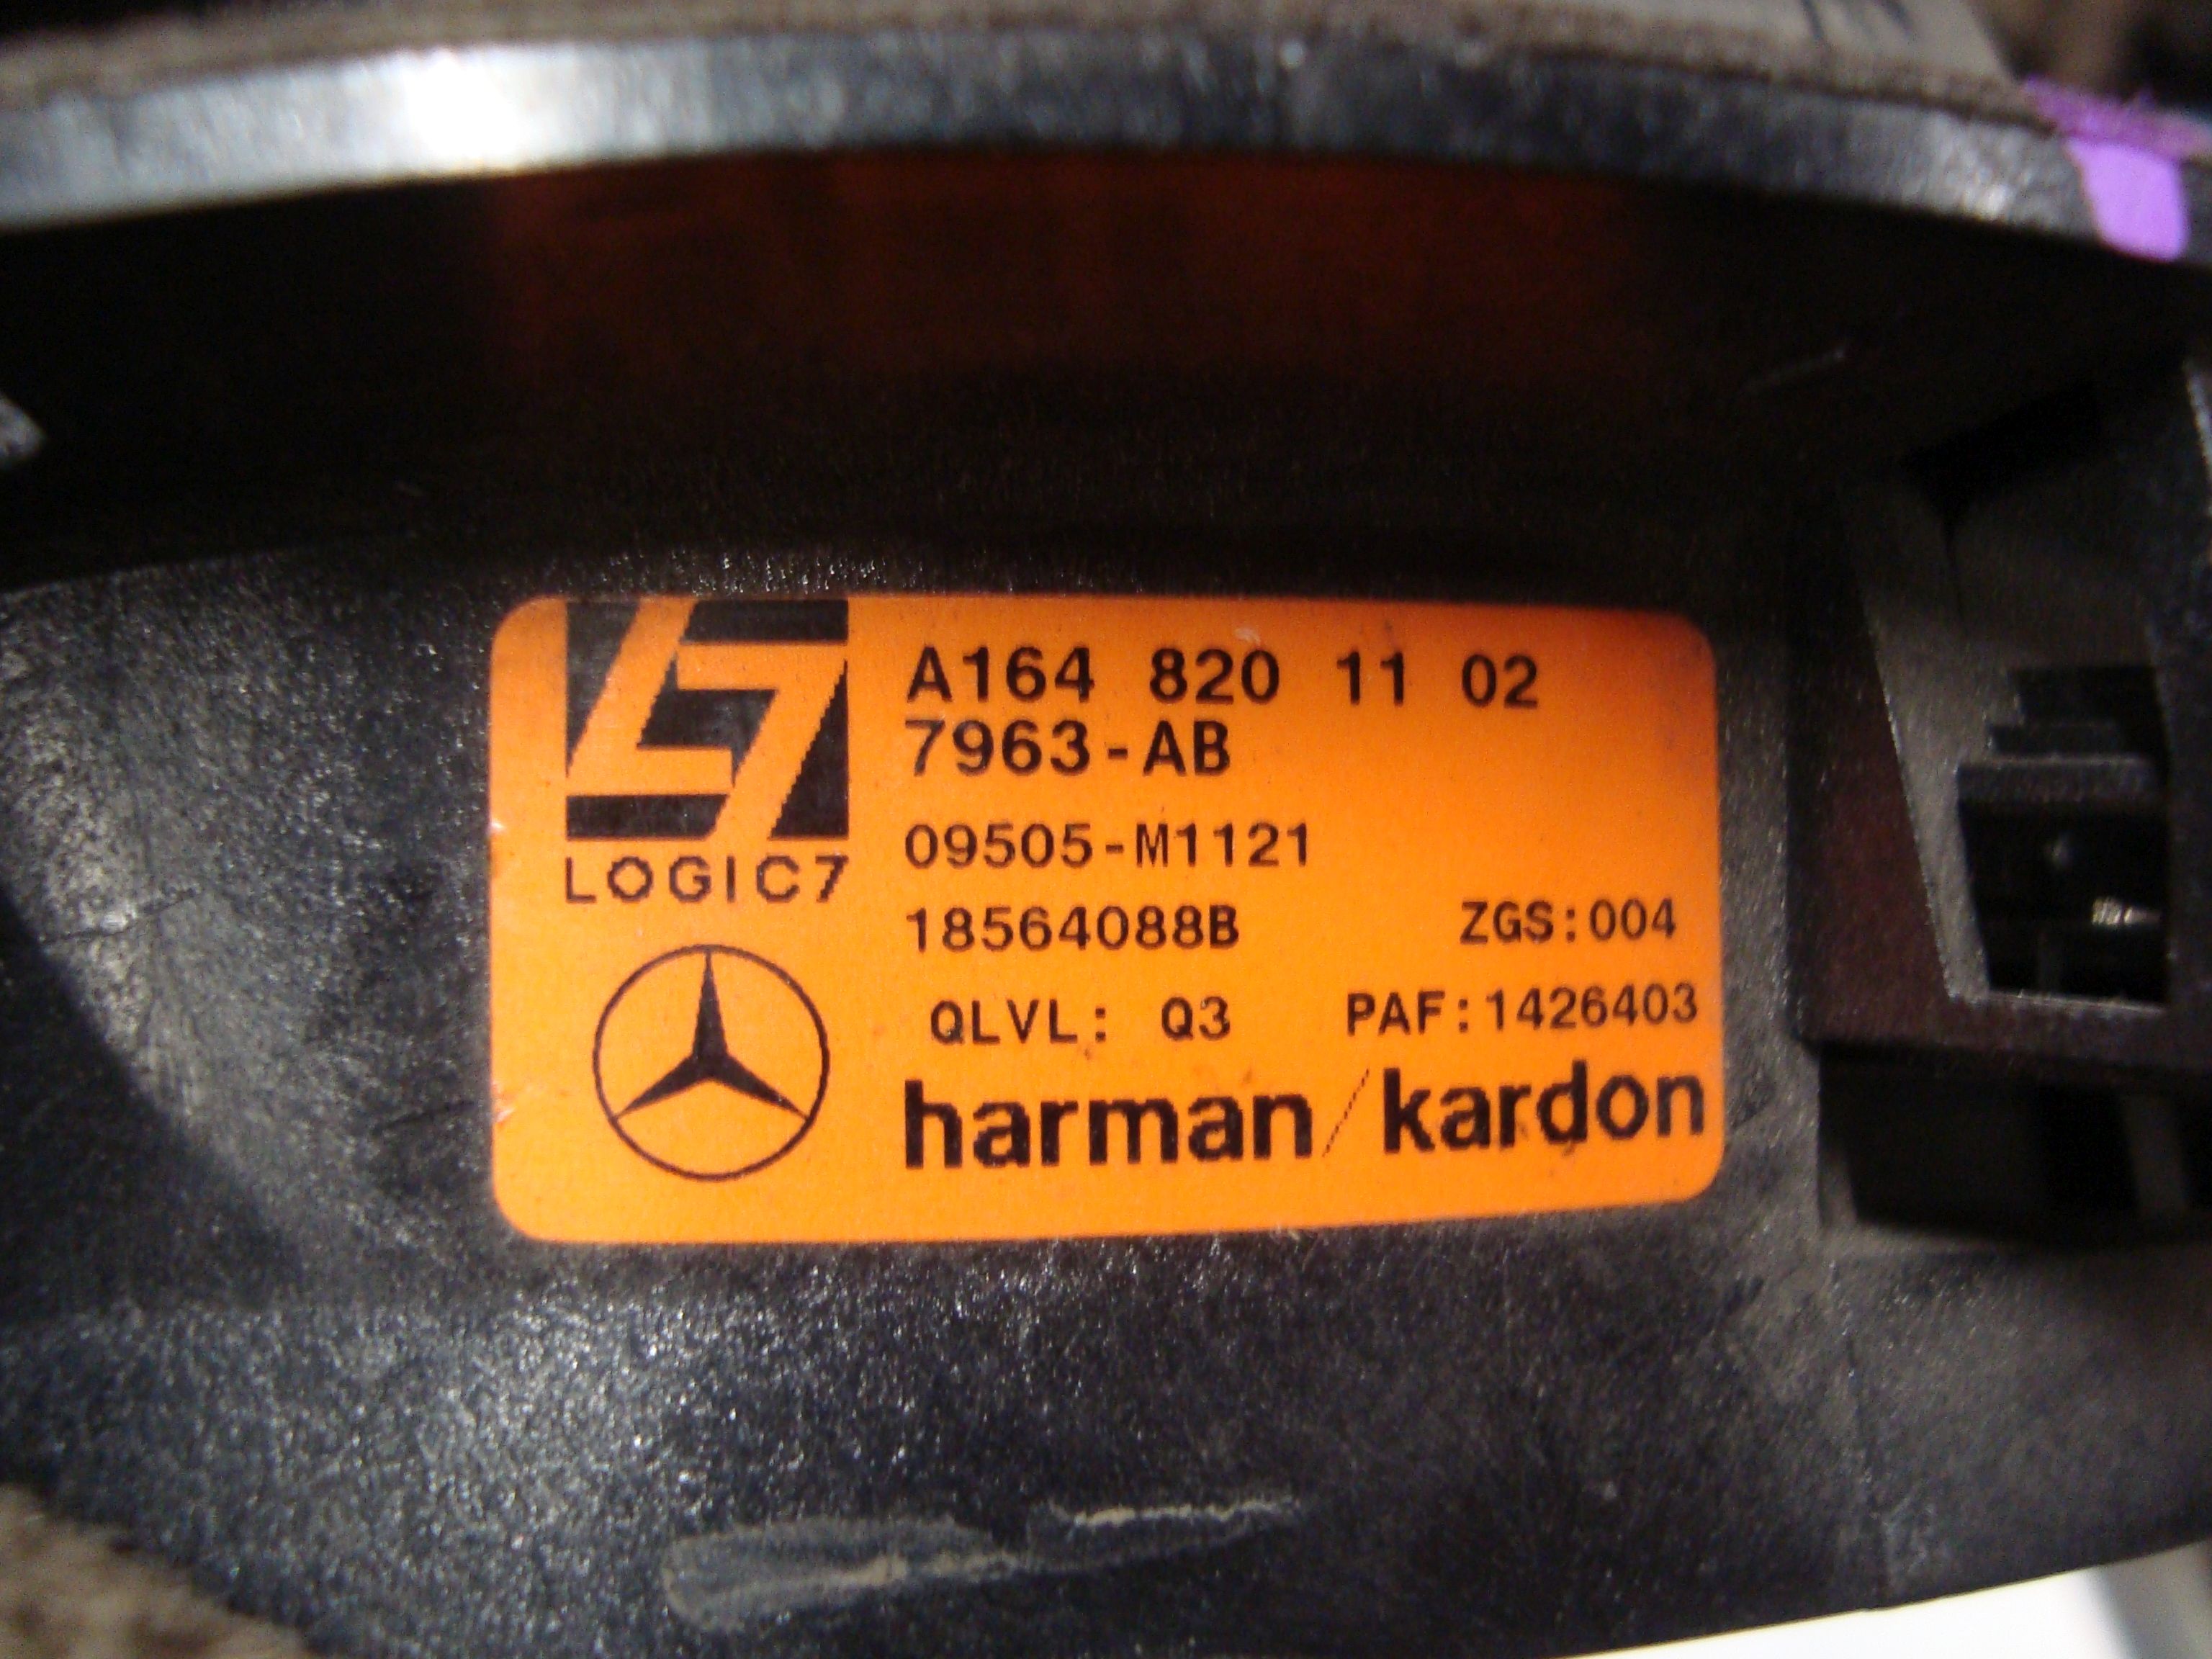 A164 820 11 02
7963-AB
LOGIC7
09505-M1121
18564088B ZGS:004
QLVL: Q3 PAF:1426403
harman/kardon